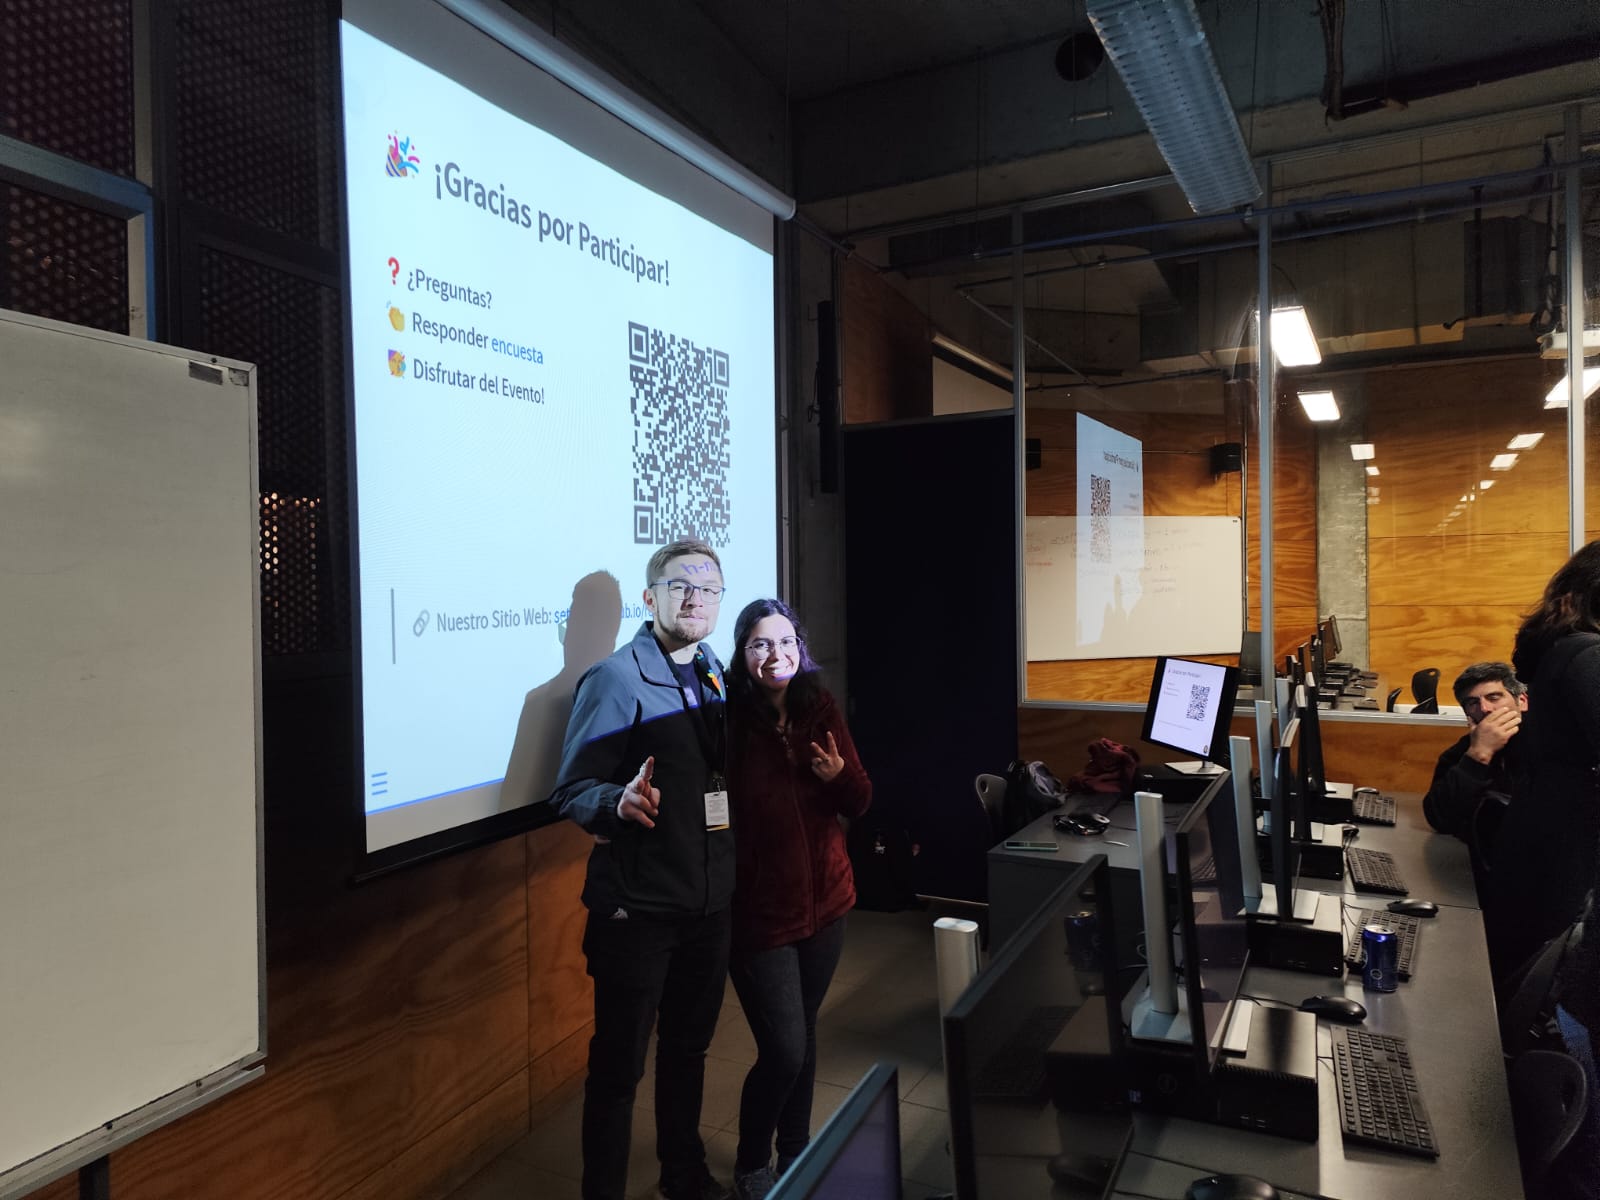 ¡Gracias por Participar!
¿Preguntas?
Responder encuesta
Disfrutar del Evento!
Nuestro Sitio Web: